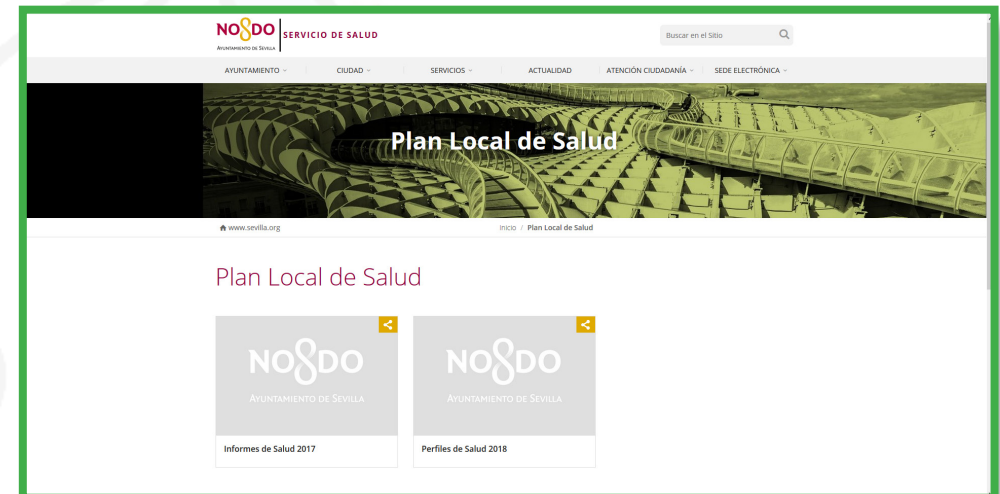 NO8DO
AYUNTAMIENTO DE SEVILLA
SERVICIO DE SALUD
Buscar en el Sitio
AYUNTAMIENTO
CIUDAD
SERVICIOS
ACTUALIDAD
ATENCIÓN CIUDADANÍA
SEDE ELECTRÓNICA
Plan Local de Salud
www.sevilla.org
Inicio / Plan Local de Salud
Plan Local de Salud
NO8DO
AYUNTAMIENTO DE SEVILLA
Informes de Salud 2017
NO8DO
AYUNTAMIENTO DE SEVILLA
Perfiles de Salud 2018